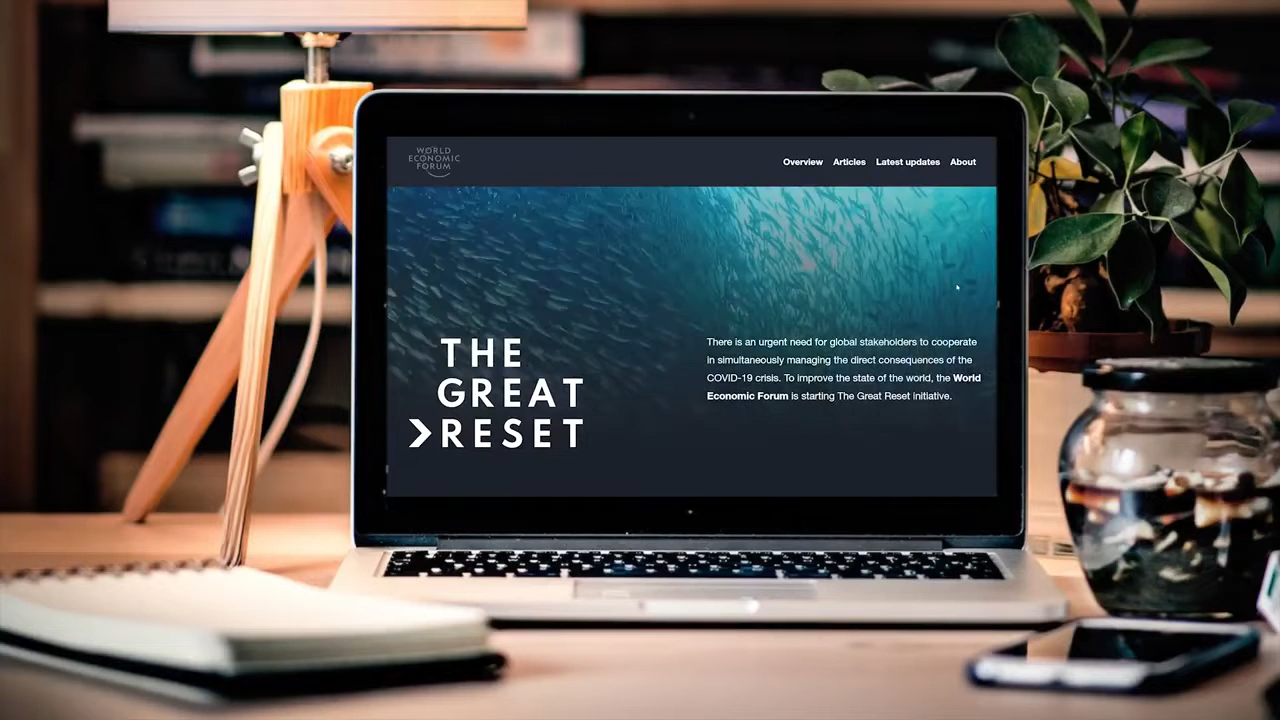 WORLD
ECONOMIC
FORUM
Overview Articles Latest updates About
THE
GREAT
RESET
There is an urgent need for global stakeholders to cooperate
in simultaneously managing the direct consequences of the
COVID-19 crisis. To improve the state of the world, the World
Economic Forum is starting The Great Reset initiative.